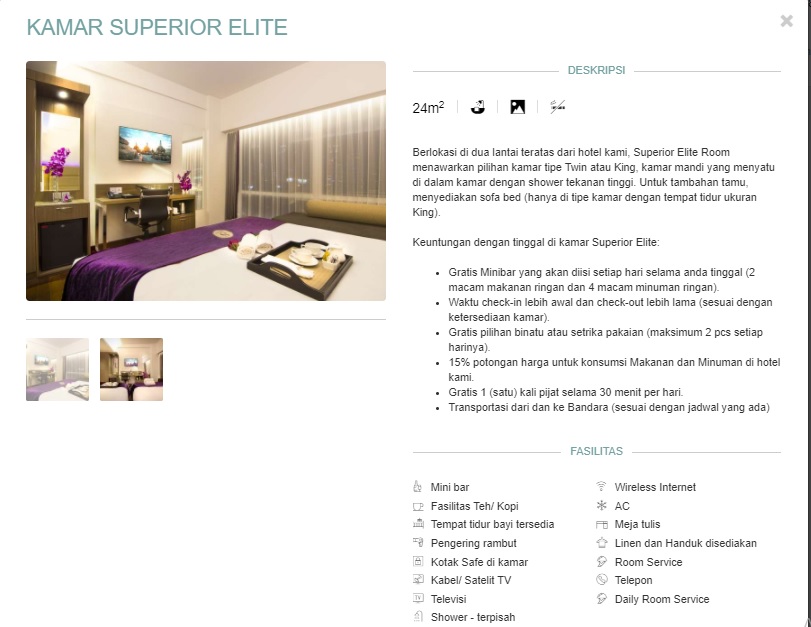 KAMAR SUPERIOR ELITE
DESKRIPSI
24m²
Berlokasi di dua lantai teratas dari hotel kami, Superior Elite Room
menawarkan pilihan kamar tipe Twin atau King, kamar mandi yang menyatu
di dalam kamar dengan shower tekanan tinggi. Untuk tambahan tamu,
menyediakan sofa bed (hanya di tipe kamar dengan tempat tidur ukuran
King).
Keuntungan dengan tinggal di kamar Superior Elite:
• Gratis Minibar yang akan diisi setiap hari selama anda tinggal (2
macam makanan ringan dan 4 macam minuman ringan).
• Waktu check-in lebih awal dan check-out lebih lama (sesuai dengan
ketersediaan kamar).
• Gratis pilihan binatu atau setrika pakaian (maksimum 2 pcs setiap
harinya).
• 15% potongan harga untuk konsumsi Makanan dan Minuman di hotel
kami.
• Gratis 1 (satu) kali pijat selama 30 menit per hari.
• Transportasi dari dan ke Bandara (sesuai dengan jadwal yang ada)
FASILITAS
Mini bar
Fasilitas Teh/ Kopi
Tempat tidur bayi tersedia
Pengering rambut
Kotak Safe di kamar
Kabel/ Satelit TV
Televisi
Shower - terpisah
Wireless Internet
AC
Meja tulis
Linen dan Handuk disediakan
Room Service
Telepon
Daily Room Service